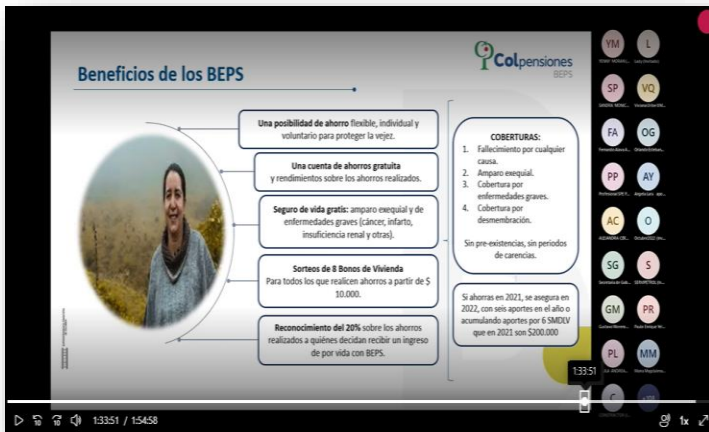 Beneficios de los BEPS
Colpensiones
BEPS
Una posibilidad de ahorro flexible, individual y
voluntario para proteger la vejez.
Una cuenta de ahorros gratuita
y rendimientos sobre los ahorros realizados.
Seguro de vida gratis: amparo exequial y de
enfermedades graves (cáncer, infarto,
insuficiencia renal y otras).
Sorteos de 8 Bonos de Vivienda
Para todos los que realicen ahorros a partir de $
10.000.
Reconocimiento del 20% sobre los ahorros
realizados a quiénes decidan recibir un ingreso
de por vida con BEPS.
COBERTURAS:
1. Fallecimiento por cualquier
causa.
2. Amparo exequial.
3. Cobertura por
enfermedades graves.
4. Cobertura por
desmembración.
Sin pre-existencias, sin periodos
de carencias.
Si ahorras en 2021, se asegura en
2022, con seis aportes en el año o
acumulando aportes por 6 SMDLV
que en 2021 son $200.000
YM
L
SP
VQ
FA
OG
PP
AY
AC
O
SG
S
GM
PR
PL
MM
C
1:33:51
10
10
1:33:51 / 1:54:58
1x